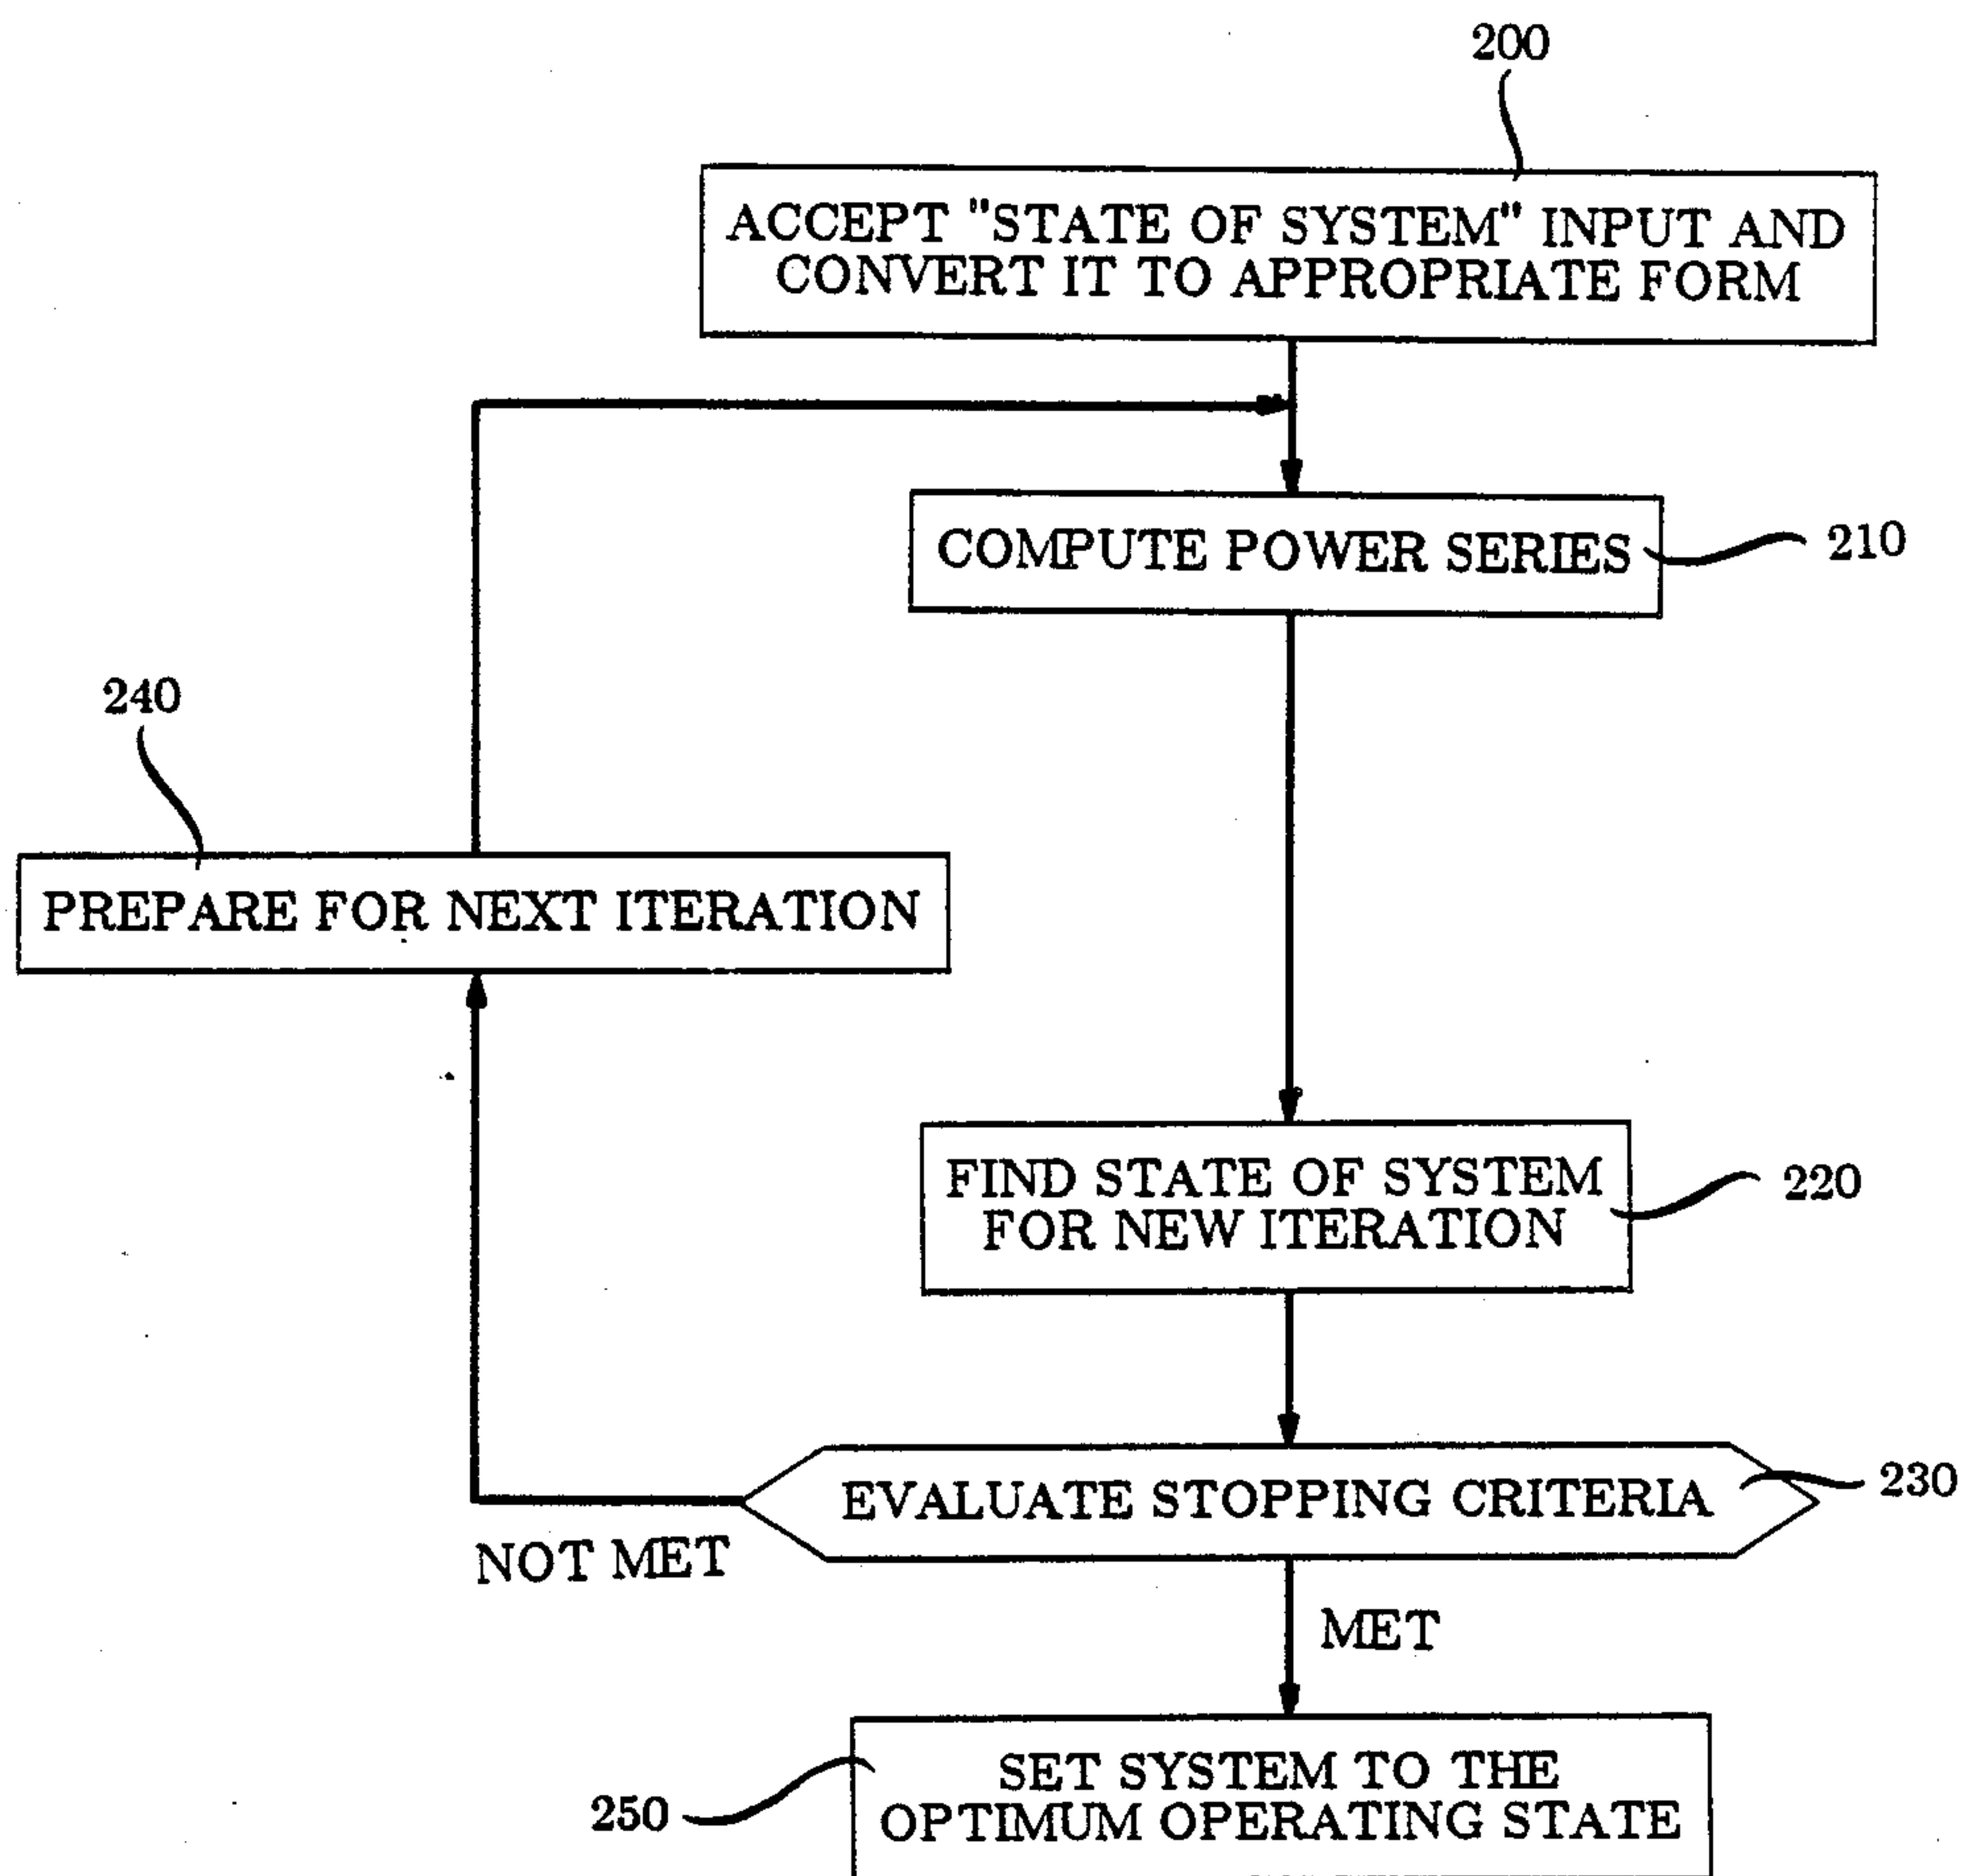 200
ACCEPT "STATE OF SYSTEM" INPUT AND
CONVERT IT TO APPROPRIATE FORM
COMPUTE POWER SERIES
210
240
PREPARE FOR NEXT ITERATION
FIND STATE OF SYSTEM
FOR NEW ITERATION
220
EVALUATE STOPPING CRITERIA
230
NOT MET
MET
SET SYSTEM TO THE
OPTIMUM OPERATING STATE
250